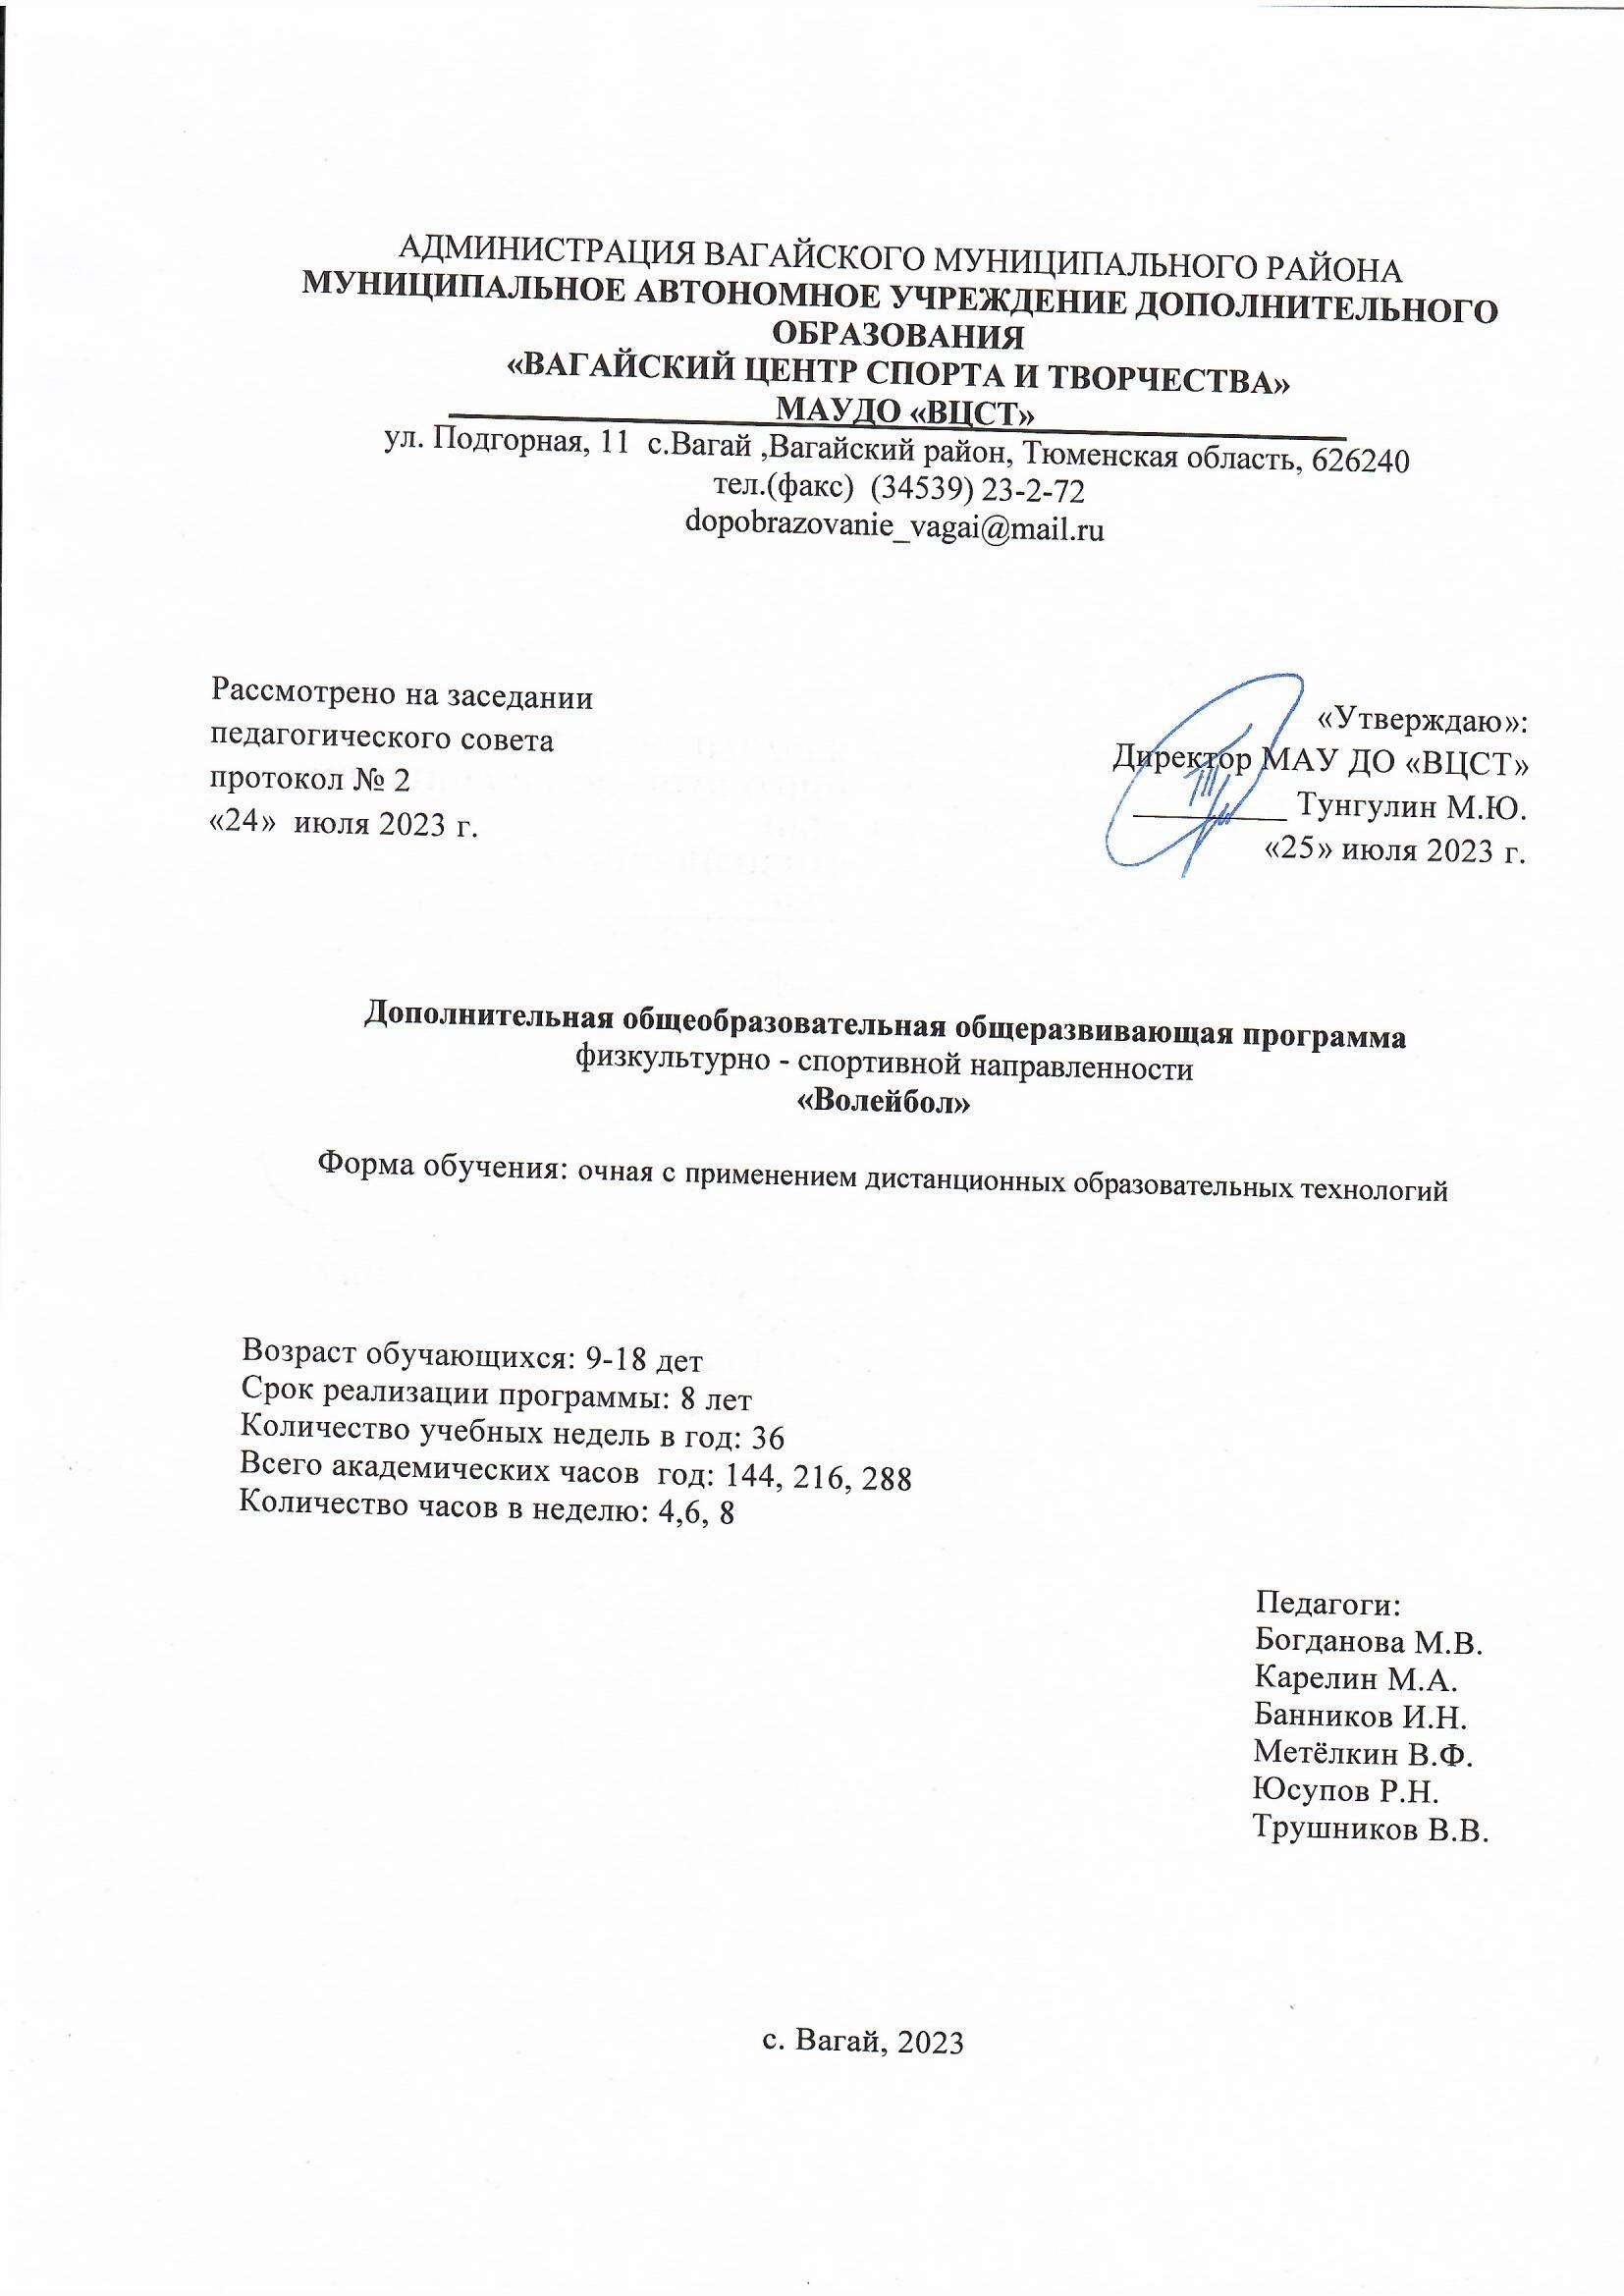 АДМИНИСТРАЦИЯ ВАГАЙСКОГО МУНИЦИПАЛЬНОГО РАЙОНА
МУНИЦИПАЛЬНОЕ АВТОНОМНОЕ УЧРЕЖДЕНИЕ ДОПОЛНИТЕЛЬНОГО
ОБРАЗОВАНИЯ
«ВАГАЙСКИЙ ЦЕНТР СПОРТА И ТВОРЧЕСТВА»
МАУДО «ВЦСТ»
ул. Подгорная, 11 с.Вагай ,Вагайский район, Тюменская область, 626240
тел.(факс) (34539) 23-2-72
dopobrazovanie_vagai@mail.ru
Рассмотрено на заседании
педагогического совета
протокол № 2
«24» июля 2023 г.
«Утверждаю»:
Директор МАУ ДО «ВЦСТ»
_________ Тунгулин М.Ю.
«25» июля 2023 г.
Дополнительная общеобразовательная общеразвивающая программа
физкультурно - спортивной направленности
«Волейбол»
Форма обучения: очная с применением дистанционных образовательных технологий
Возраст обучающихся: 9-18 дет
Срок реализации программы: 8 лет
Количество учебных недель в год: 36
Всего академических часов год: 144, 216, 288
Количество часов в неделю: 4,6, 8
Педагоги:
Богданова М.В.
Карелин М.А.
Банников И.Н.
Метёлкин В.Ф.
Юсупов Р.Н.
Трушников В.В.
с. Вагай, 2023